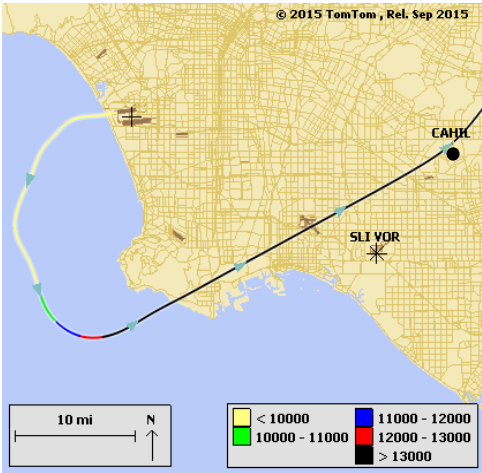 © 2015 TomTom , Rel. Sep 2015
CAHIL
SLI VOR
10 mi N
< 10000 11000 - 12000
10000 - 11000 12000 - 13000
> 13000